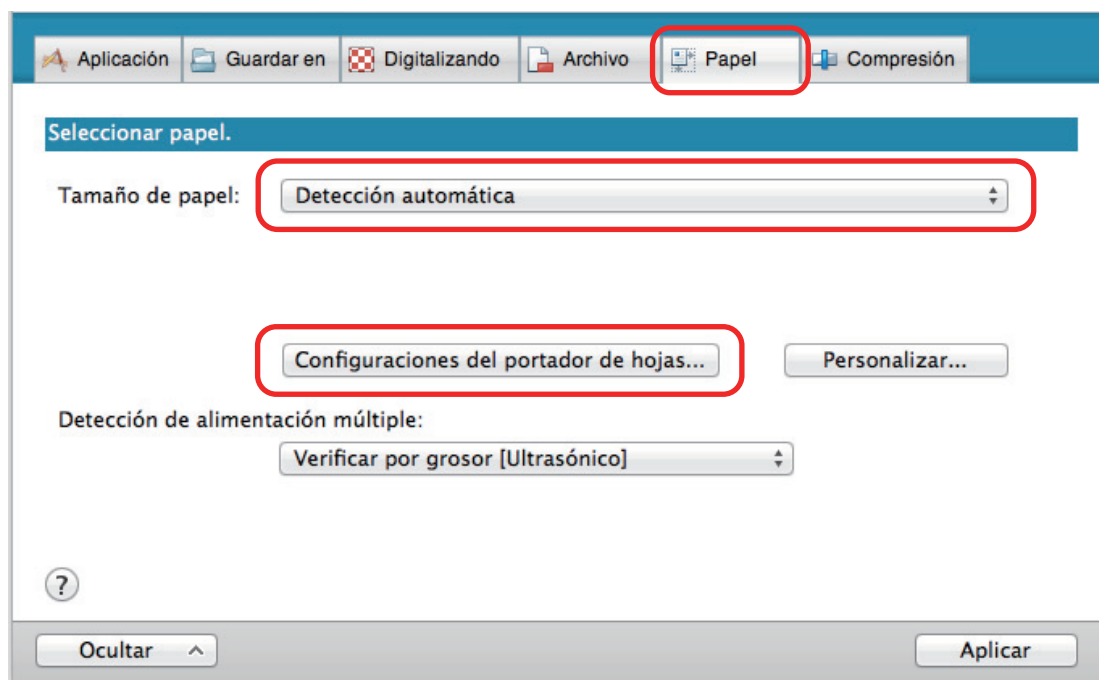 Aplicación Guardar en Digitalizando Archivo Papel Compresión
Seleccionar papel.
Tamaño de papel: Detección automática
Configuraciones del portador de hojas... Personalizar...
Detección de alimentación múltiple:
Verificar por grosor [Ultrasónico]
?
Ocultar Aplicar